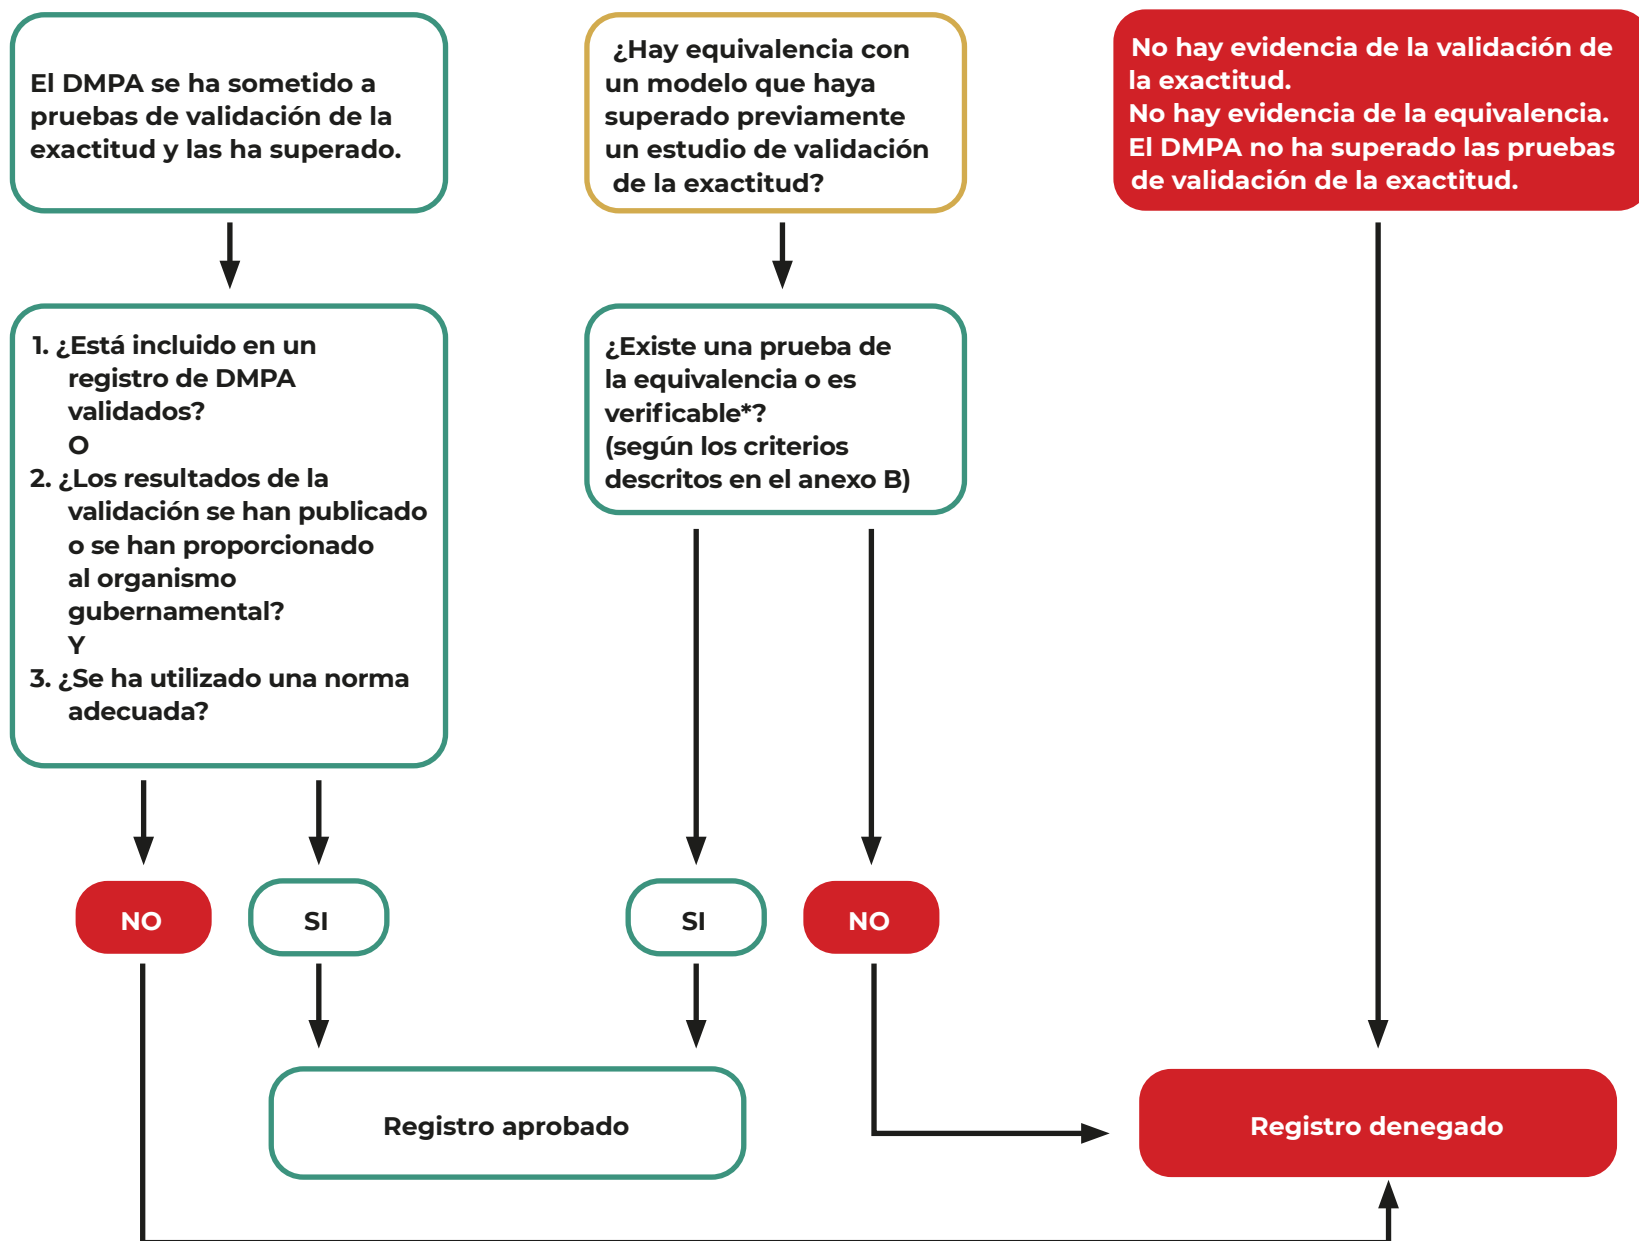 El DMPA se ha sometido a
pruebas de validación de la
exactitud y las ha superado.
¿Hay equivalencia con
un modelo que haya
superado previamente
un estudio de validación
de la exactitud?
No hay evidencia de la validación de
la exactitud.
No hay evidencia de la equivalencia.
El DMPA no ha superado las pruebas
de validación de la exactitud.
1. ¿Está incluido en un
registro de DMPA
validados?
O
2. ¿Los resultados de la
validación se han publicado
o se han proporcionado
al organismo
gubernamental?
Y
3. ¿Se ha utilizado una norma
adecuada?
¿Existe una prueba de
la equivalencia o es
verificable*?
(según los criterios
descritos en el anexo B)
NO
SI
SI
NO
Registro aprobado
Registro denegado